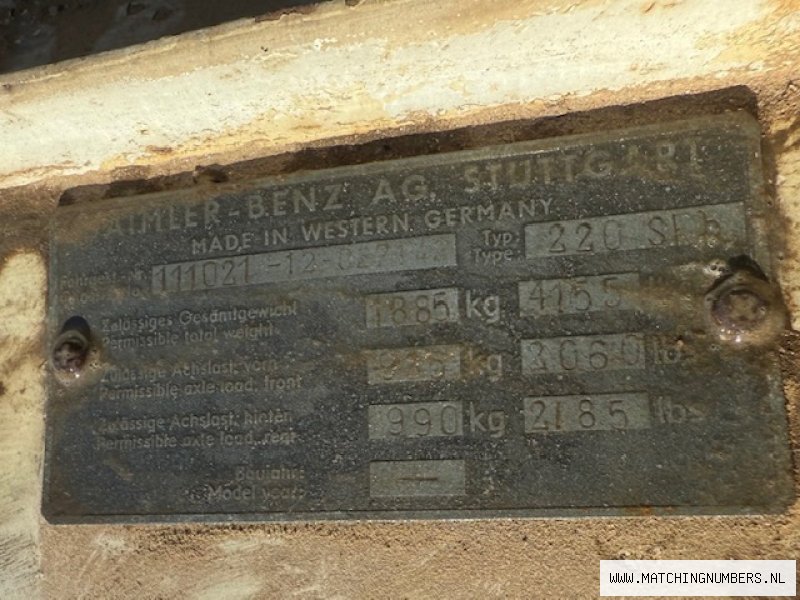 DAIMLER-BENZ AG. STUTTGART
MADE IN WESTERN GERMANY
111021-12- Typ: Type: 220 SEb
Zulässiges Gesamtgewicht
Permissible total weight 1885 kg 4155
Zulässige Achslast: vorn
Permissible axle load, front kg 2060 lbs
Zulässige Achslast: hinten
Permissible axle load, rear 990 kg 2185 lbs
Baujahr:
Model year: —
WWW.MATCHINGNUMBERS.NL